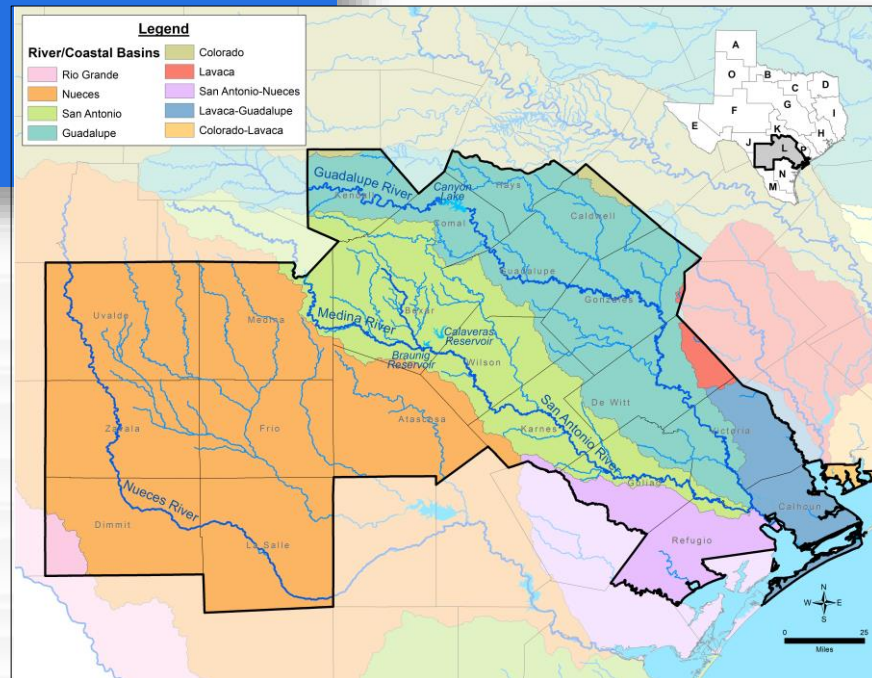 Legend
River/Coastal Basins
Rio Grande
Nueces
San Antonio
Guadalupe
Colorado
Lavaca
San Antonio-Nueces
Lavaca-Guadalupe
Colorado-Lavaca
A
O
B
C
D
F
G
I
E
K
H
J
L
P
N
M
Guadalupe River
Kendall
Canyon
Lake
Hays
Comal
Caldwell
Guadalupe
Gonzales
Uvalde
Medina
Medina River
Bexar
Calaveras
Reservoir
Braunig
Reservoir
Wilson
San Antonio River
De Witt
Victoria
Zavala
Frio
Atascosa
Karnes
Goliad
Calhoun
Nueces River
Dimmit
La Salle
Refugio
N
W E
S
0 25
Miles